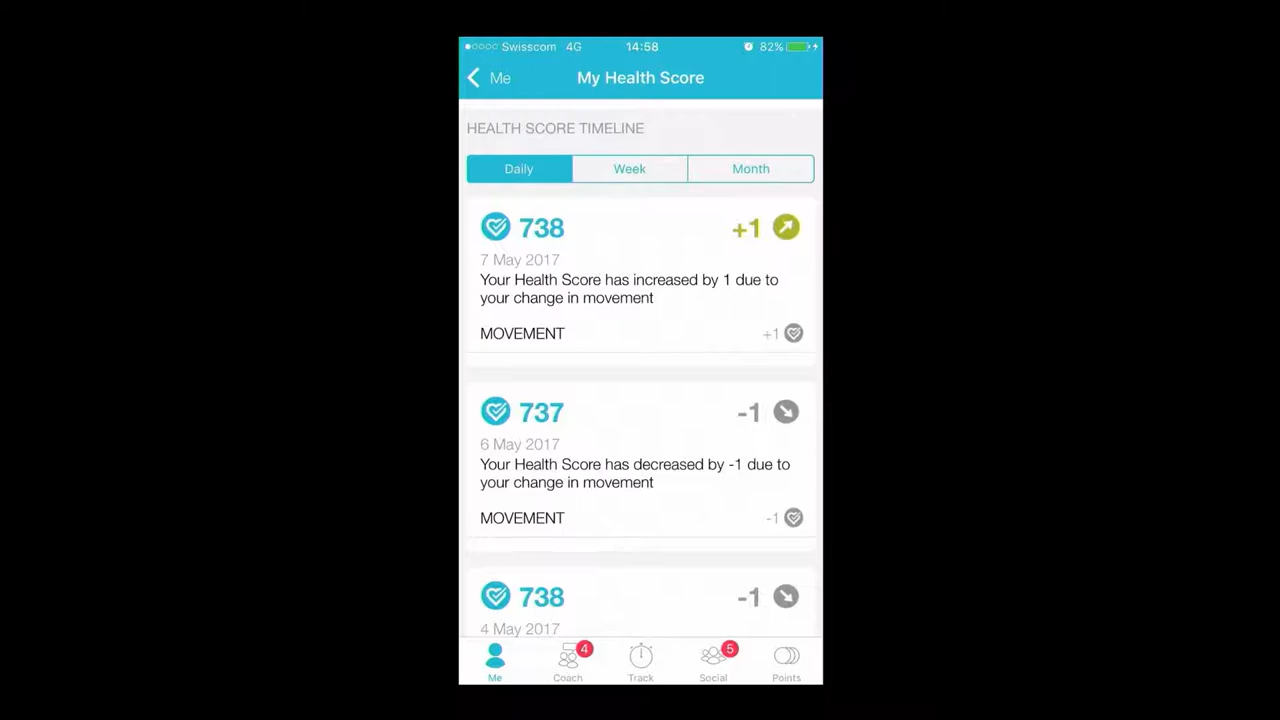 Swisscom 4G 14:58 82%
Me My Health Score
HEALTH SCORE TIMELINE
Daily Week Month
738 +1
7 May 2017
Your Health Score has increased by 1 due to
your change in movement
MOVEMENT +1
737 -1
6 May 2017
Your Health Score has decreased by -1 due to
your change in movement
MOVEMENT -1
738 -1
4 May 2017
4 5
Me Coach Track Social Points